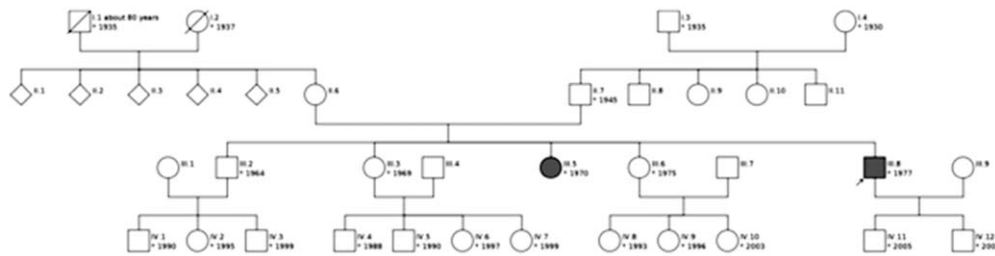 I.1 about 80 years
* 1935
I.2
* 1937
I.3
* 1935
I.4
* 1930
II.1
II.2
II.3
II.4
II.5
II.6
II.7
* 1945
II.8
II.9
II.10
II.11
III.1
III.2
* 1964
III.3
* 1969
III.4
III.5
* 1970
III.6
* 1975
III.7
III.8
* 1977
III.9
IV.1
* 1990
IV.2
* 1995
IV.3
* 1999
IV.4
* 1988
IV.5
* 1990
IV.6
* 1997
IV.7
* 1999
IV.8
* 1993
IV.9
* 1996
IV.10
* 2003
IV.11
* 2005
IV.12